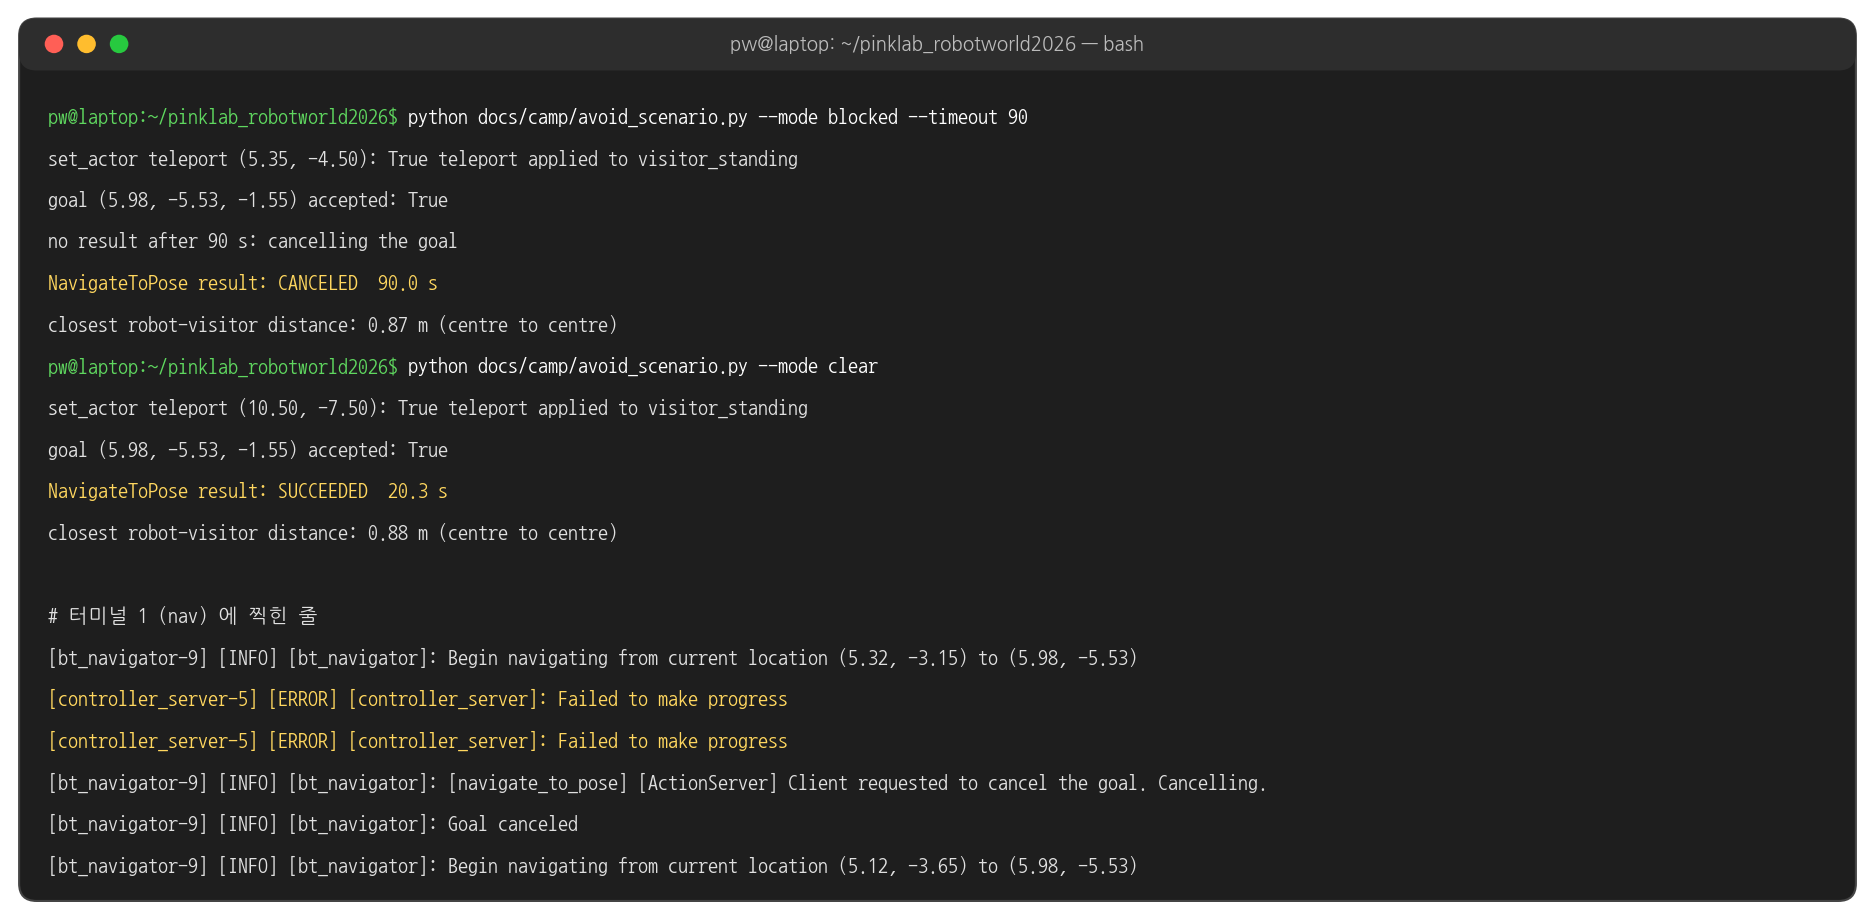 pw@laptop: ~/pinklab_robotworld2026 — bash
pw@laptop:~/pinklab_robotworld2026$ python docs/camp/avoid_scenario.py --mode blocked --timeout 90
set_actor teleport (5.35, -4.50): True teleport applied to visitor_standing
goal (5.98, -5.53, -1.55) accepted: True
no result after 90 s: cancelling the goal
NavigateToPose result: CANCELED  90.0 s
closest robot-visitor distance: 0.87 m (centre to centre)
pw@laptop:~/pinklab_robotworld2026$ python docs/camp/avoid_scenario.py --mode clear
set_actor teleport (10.50, -7.50): True teleport applied to visitor_standing
goal (5.98, -5.53, -1.55) accepted: True
NavigateToPose result: SUCCEEDED  20.3 s
closest robot-visitor distance: 0.88 m (centre to centre)
# 터미널 1 (nav) 에 찍힌 줄
[bt_navigator-9] [INFO] [bt_navigator]: Begin navigating from current location (5.32, -3.15) to (5.98, -5.53)
[controller_server-5] [ERROR] [controller_server]: Failed to make progress
[controller_server-5] [ERROR] [controller_server]: Failed to make progress
[bt_navigator-9] [INFO] [bt_navigator]: [navigate_to_pose] [ActionServer] Client requested to cancel the goal. Cancelling.
[bt_navigator-9] [INFO] [bt_navigator]: Goal canceled
[bt_navigator-9] [INFO] [bt_navigator]: Begin navigating from current location (5.12, -3.65) to (5.98, -5.53)